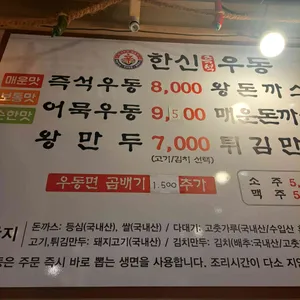 한신 우동
매운맛
보통맛
순한맛
즉석우동 8,000 왕돈까스
어묵우동 9,500 매운돈까
왕만두 7,000 튀김만
(고기/김치 선택)
우동면 곱빼기 1,500 추가
소주 5,
맥주 5
지
돈까스: 등심(국내산), 쌀(국내산) / 다대기: 고춧가루(국내산/수입산
고기,튀김만두: 돼지고기(국내산) / 김치만두: 김치(배추:국내산/고춧
등은 주문 즉시 바로 뽑는 생면을 사용합니다. 조리시간이 다소 지